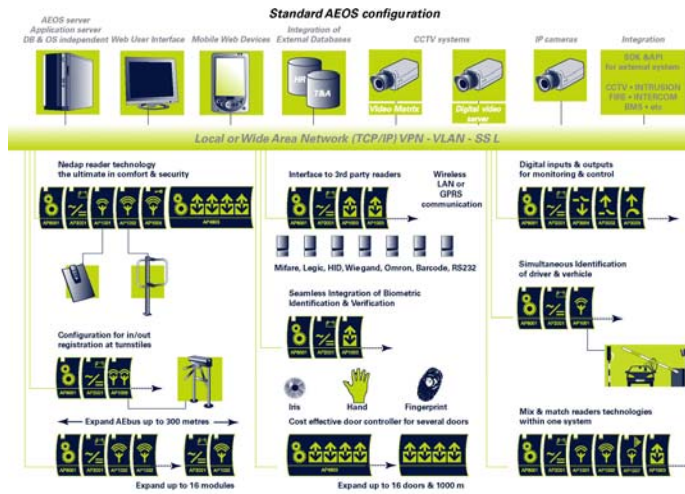 Standard AEOS configuration
AEOS server
Application server
DB & OS independent
Web User Interface
Mobile Web Devices
Integration of
External Databases
CCTV systems
IP cameras
Integration
HR
T&A
Video Matrix
Digital video
server
SDK & API
for external system
CCTV • INTRUSION
FIRE • INTERCOM
BMS • etc
Local or Wide Area Network (TCP/IP) VPN - VLAN - SSL
Nedap reader technology
the ultimate in comfort & security
Interface to 3rd party readers
Wireless
LAN or
GPRS
communication
Digital inputs & outputs
for monitoring & control
Mifare, Legic, HID, Wiegand, Omron, Barcode, RS232
Simultaneous Identification
of driver & vehicle
Seamless Integration of Biometric
Identification & Verification
Configuration for in/out
registration at turnstiles
Iris
Hand
Fingerprint
Expand AEbus up to 300 metres
Cost effective door controller for several doors
Mix & match readers technologies
within one system
Expand up to 16 modules
Expand up to 16 doors & 1000 m